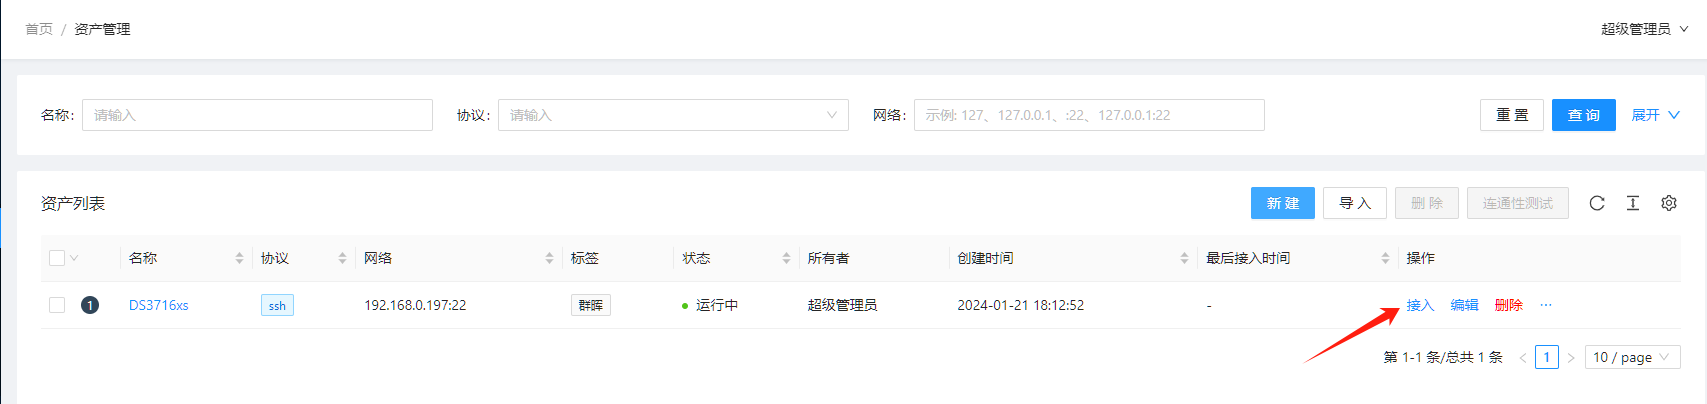 首页 / 资产管理 超级管理员
名称: 请输入 协议: 请输入 网络: 示例: 127、127.0.0.1、:22、127.0.0.1:22 重 置 查 询 展开
资产列表 新 建 导 入 删 除 连通性测试
名称 协议 网络 标签 状态 所有者 创建时间 最后接入时间 操作
1 DS3716xs ssh 192.168.0.197:22 群晖 运行中 超级管理员 2024-01-21 18:12:52 - 接入 编辑 删除 ···
第 1-1 条/总共 1 条 < 1 > 10 / page